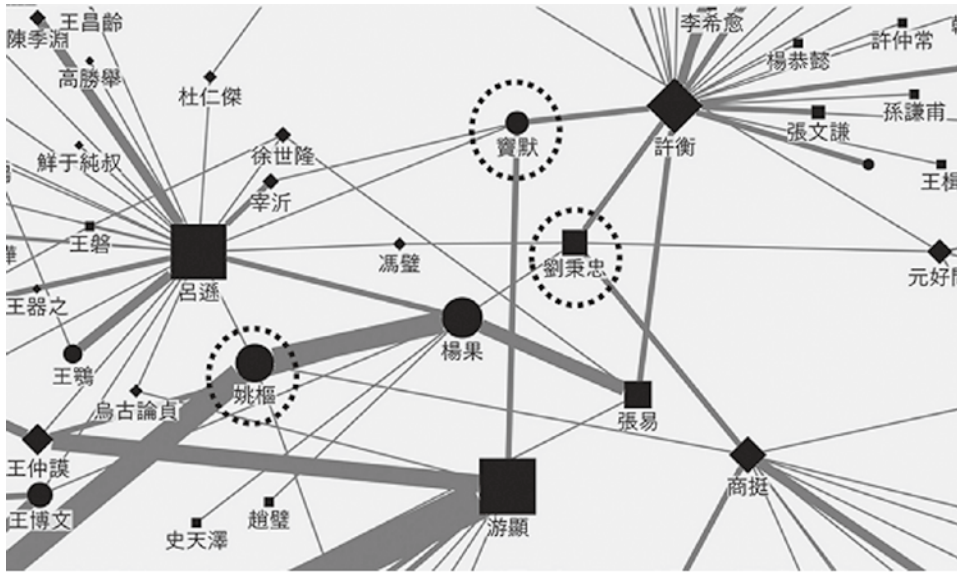 王昌齡
陳季淵
李希愈
許仲常
楊恭懿
高勝舉
杜仁傑
孫謙甫
張文謙
竇默
許衡
徐世隆
鮮于純叔
宰沂
王楫
王磐
劉秉忠
馮璧
元好問
王器之
呂遜
楊果
王鶚
姚樞
烏古論貞
張易
王仲謨
商挺
王博文
趙璧
游顯
史天澤